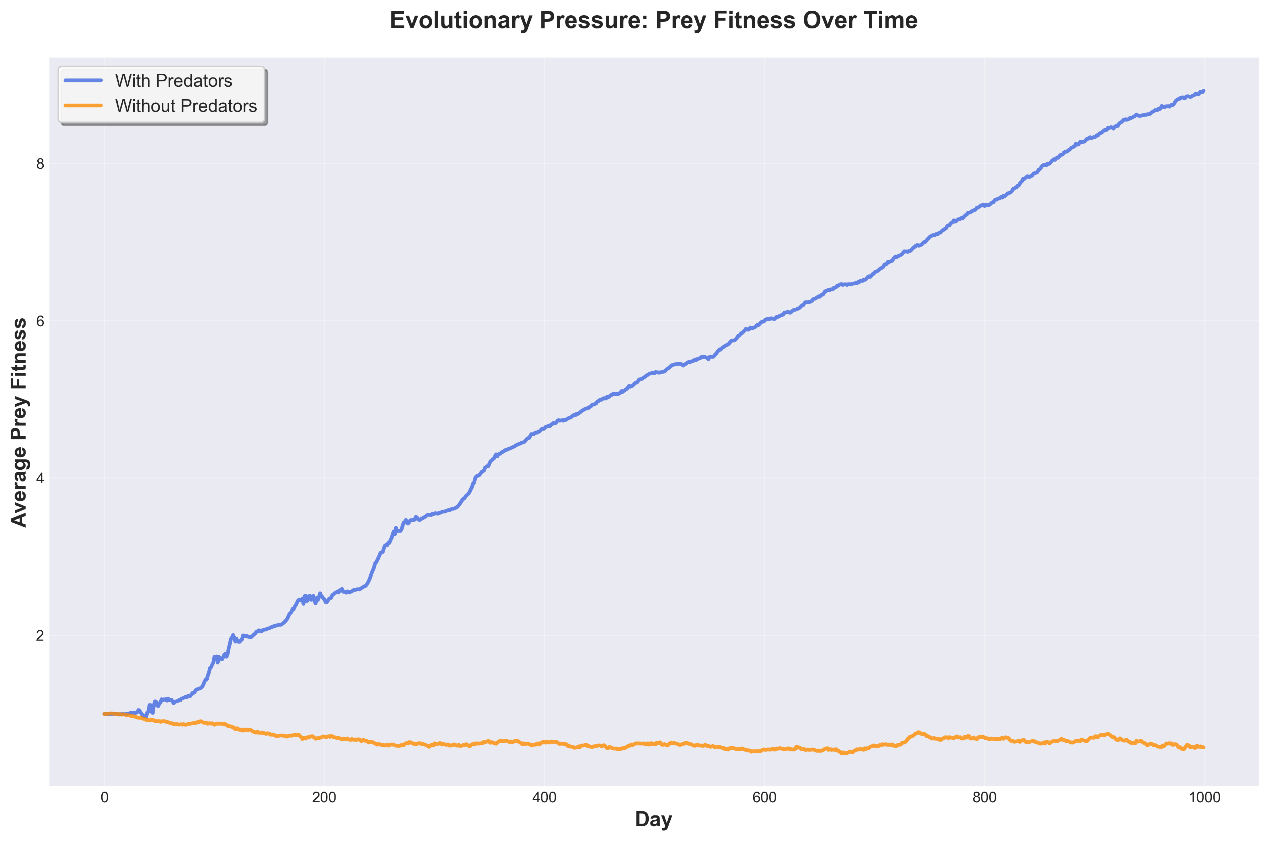 Evolutionary Pressure: Prey Fitness Over Time
With Predators
Without Predators
Average Prey Fitness
8
6
4
2
0 200 400 600 800 1000
Day